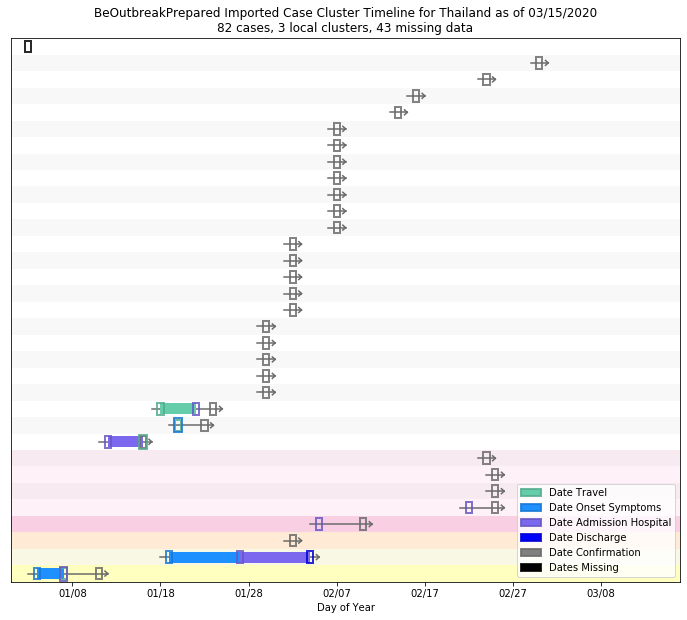 BeOutbreakPrepared Imported Case Cluster Timeline for Thailand as of 03/15/2020
82 cases, 3 local clusters, 43 missing data
Date Travel
Date Onset Symptoms
Date Admission Hospital
Date Discharge
Date Confirmation
Dates Missing
01/08 01/18 01/28 02/07 02/17 02/27 03/08
Day of Year